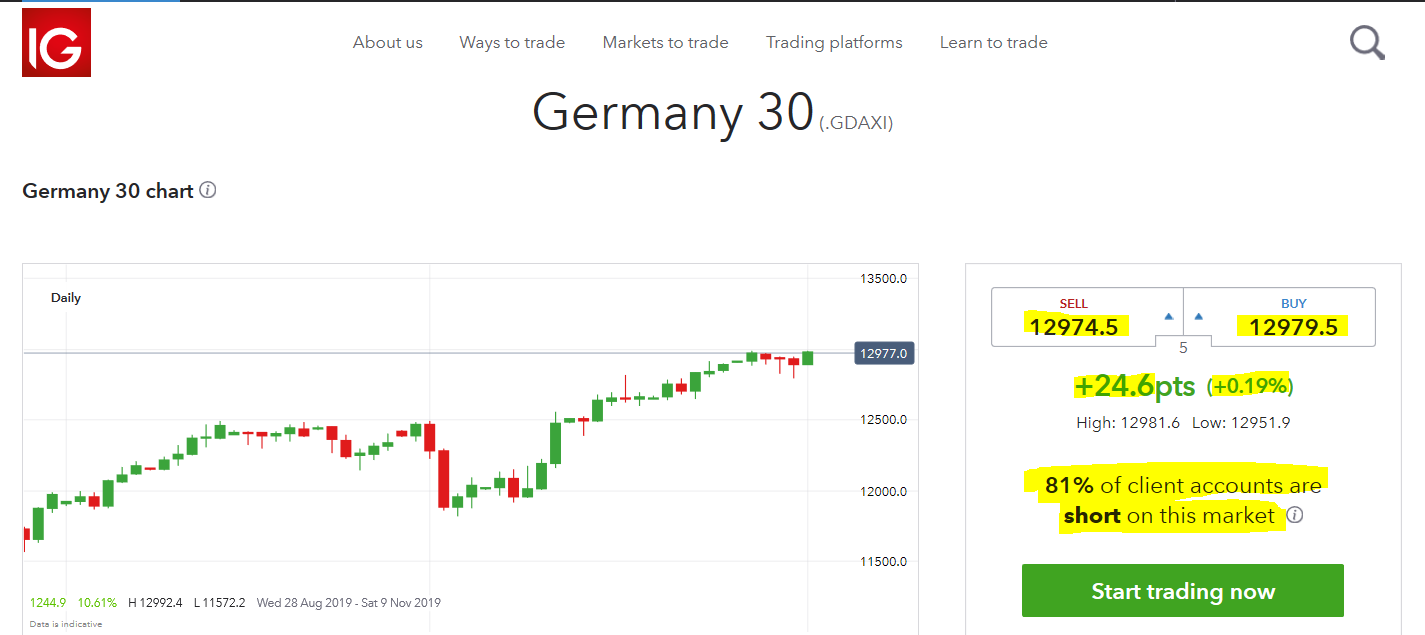 IG
About us Ways to trade Markets to trade Trading platforms Learn to trade
Germany 30 (.GDAXI)
Germany 30 chart
Daily
13500.0
12977.0
12500.0
12000.0
11500.0
1244.9 10.61% H 12992.4 L 11572.2 Wed 28 Aug 2019 - Sat 9 Nov 2019
Data is indicative
SELL BUY
12974.5 12979.5
5
+24.6pts (+0.19%)
High: 12981.6 Low: 12951.9
81% of client accounts are
short on this market
Start trading now